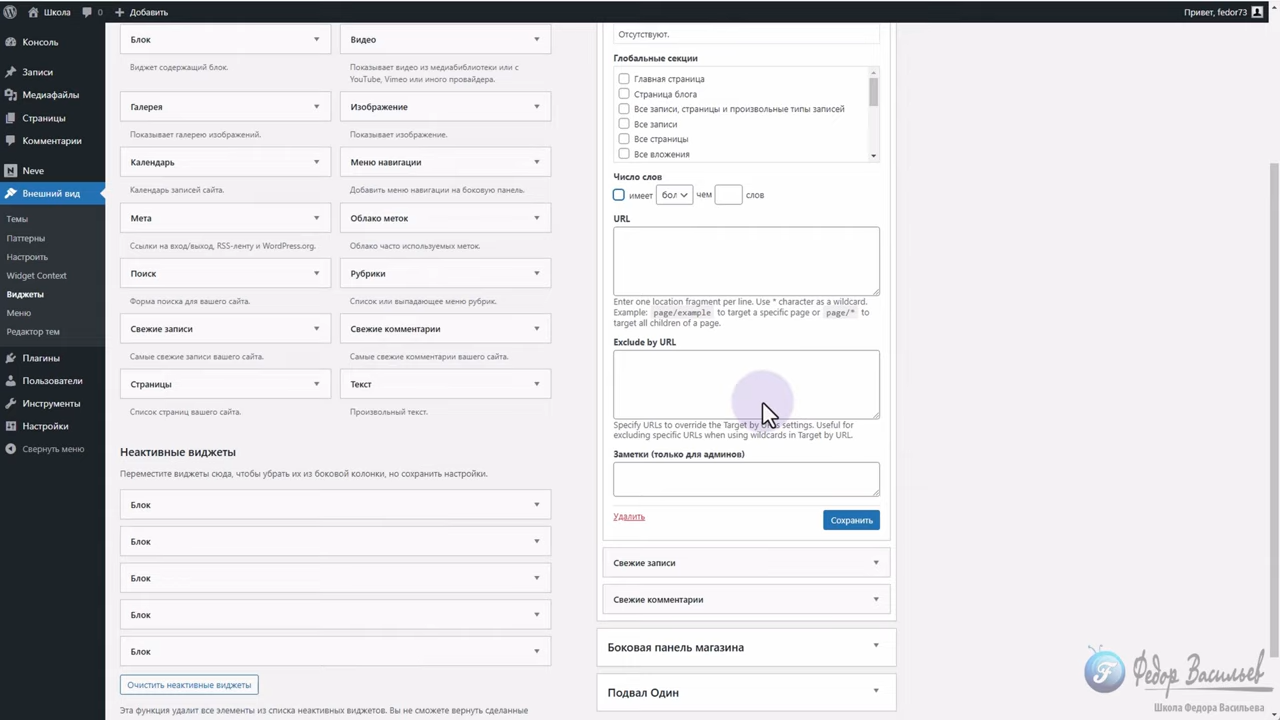 Школа
0
Добавить
Привет, fedor73
Консоль
Записи
Медиафайлы
Страницы
Комментарии
Neve
Внешний вид
Темы
Паттерны
Настроить
Widget Context
Виджеты
Меню
Редактор тем
Плагины
Пользователи
Инструменты
Настройки
Свернуть меню
Блок
Виджет содержащий блок.
Видео
Показывает видео из медиабиблиотеки или с
YouTube, Vimeo или иного провайдера.
Галерея
Показывает галерею изображений.
Изображение
Показывает изображение.
Календарь
Календарь записей сайта.
Меню навигации
Добавить меню навигации на боковую панель.
Мета
Ссылки на вход/выход, RSS-ленту и WordPress.org.
Облако меток
Облако часто используемых меток.
Поиск
Форма поиска для вашего сайта.
Рубрики
Список или выпадающее меню рубрик.
Свежие записи
Самые свежие записи вашего сайта.
Свежие комментарии
Самые свежие комментарии вашего сайта.
Страницы
Список страниц вашего сайта.
Текст
Произвольный текст.
Неактивные виджеты
Переместите виджеты сюда, чтобы убрать их из боковой колонки, но сохранить настройки.
Блок
Блок
Блок
Блок
Блок
Очистить неактивные виджеты
Эта функция удалит все элементы из списка неактивных виджетов. Вы не сможете вернуть сделанные
Отсутствуют.
Глобальные секции
Главная страница
Страница блога
Все записи, страницы и произвольные типы записей
Все записи
Все страницы
Все вложения
Число слов
имеет бол чем слов
URL
Enter one location fragment per line. Use * character as a wildcard.
Example: page/example to target a specific page or page/* to
target all children of a page.
Exclude by URL
Specify URLs to override the Target by settings. Useful for
excluding specific URLs when using wildcards in Target by URL.
Заметки (только для админов)
Удалить
Сохранить
Свежие записи
Свежие комментарии
Боковая панель магазина
Подвал Один
Федор Васильев
Школа Федора Васильева